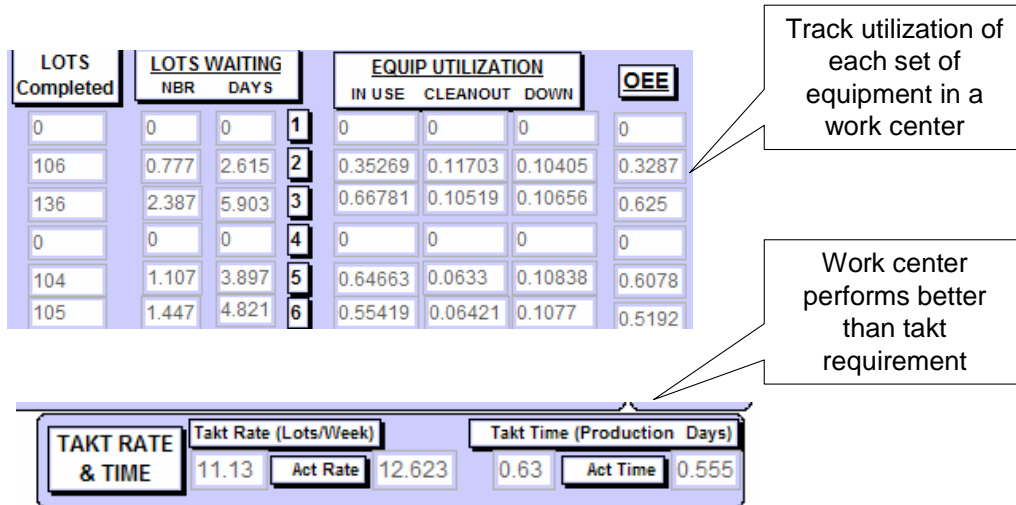 LOTS Completed LOTS WAITING NBR DAYS EQUIP UTILIZATION IN USE CLEANOUT DOWN OEE
0 0 0 1 0 0 0 0
106 0.777 2.615 2 0.35269 0.11703 0.10405 0.3287
136 2.387 5.903 3 0.66781 0.10519 0.10656 0.625
0 0 0 4 0 0 0 0
104 1.107 3.897 5 0.64663 0.0633 0.10838 0.6078
105 1.447 4.821 6 0.55419 0.06421 0.1077 0.5192
Track utilization of
each set of
equipment in a
work center
Work center
performs better
than takt
requirement
TAKT RATE
& TIME
Takt Rate (Lots/Week)
11.13 Act Rate 12.623
Takt Time (Production Days)
0.63 Act Time 0.555